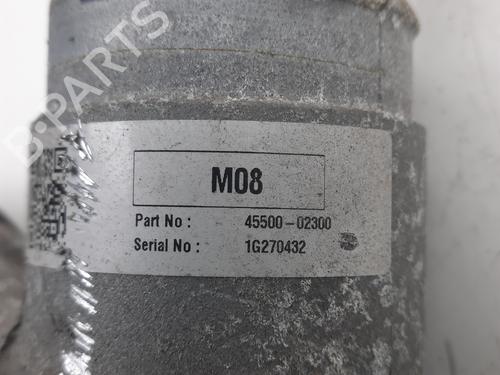 B-PARTS
M08
Part No : 45500-02300
Serial No : 1G270432